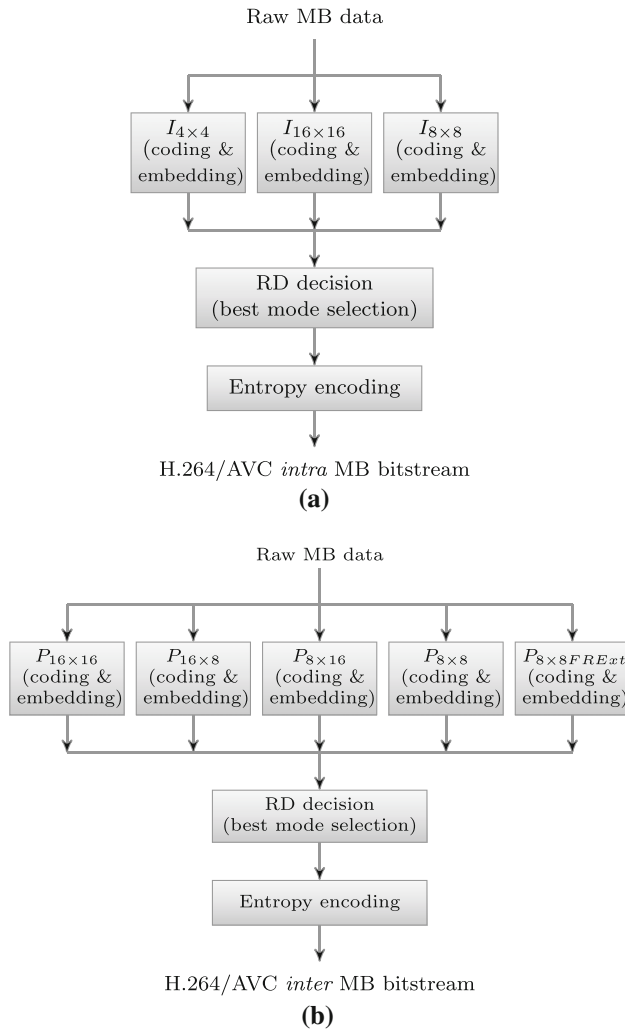 Raw MB data
I4×4 I16×16 I8×8
(coding & (coding & (coding &
embedding) embedding) embedding)
RD decision
(best mode selection)
Entropy encoding
H.264/AVC intra MB bitstream
(a)
Raw MB data
P16×16 P16×8 P8×16 P8×8 P8×8FRExt
(coding & (coding & (coding & (coding & (coding &
embedding) embedding) embedding) embedding) embedding)
RD decision
(best mode selection)
Entropy encoding
H.264/AVC inter MB bitstream
(b)